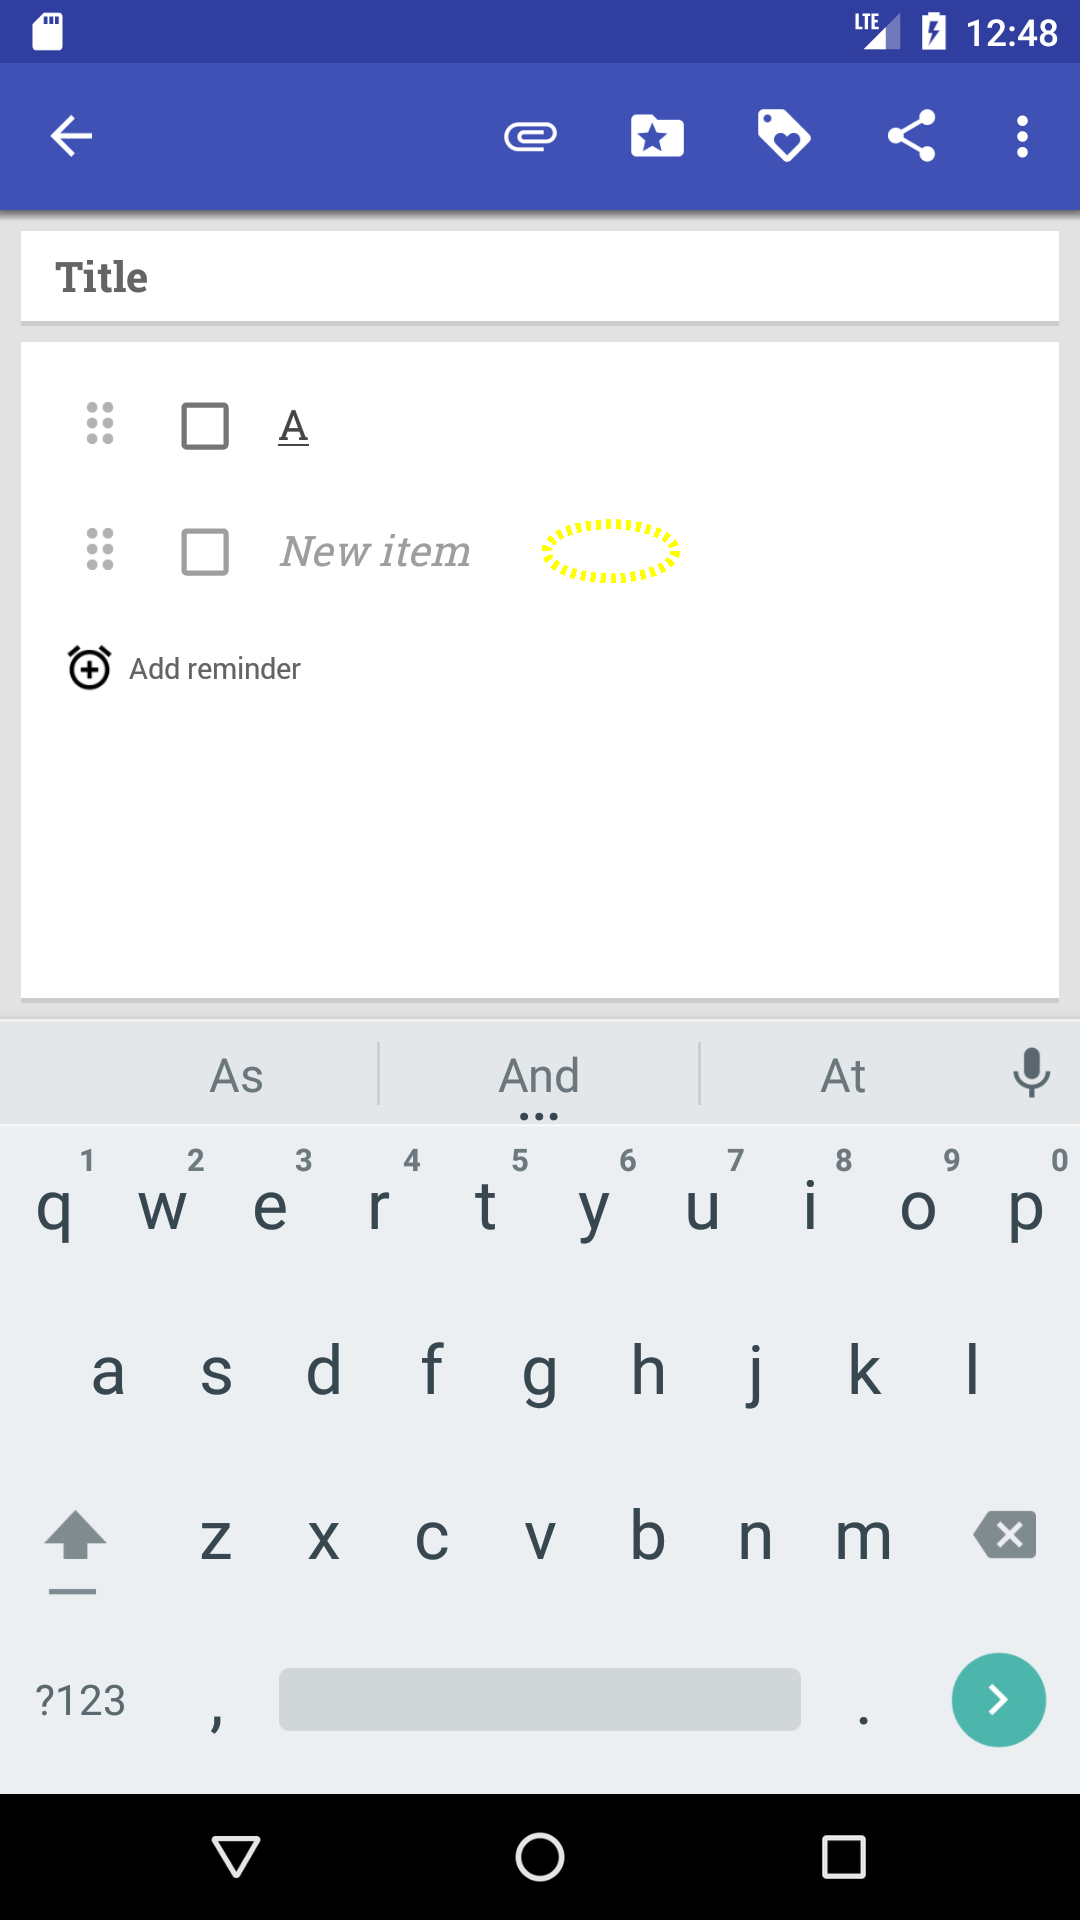 LTE 12:48
Title
A
New item
Add reminder
As And At
1 2 3 4 5 6 7 8 9 0
q w e r t y u i o p
a s d f g h j k l
z x c v b n m
?123 , .